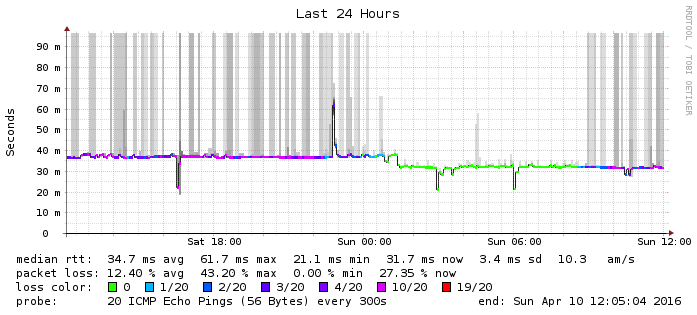 Last 24 Hours
RRDTOOL / TOBI OETIKER
Seconds
90 m
80 m
70 m
60 m
50 m
40 m
30 m
20 m
10 m
0
Sat 18:00 Sun 00:00 Sun 06:00 Sun 12:00
median rtt: 34.7 ms avg 61.7 ms max 21.1 ms min 31.7 ms now 3.4 ms sd 10.3 am/s
packet loss: 12.40 % avg 43.20 % max 0.00 % min 27.35 % now
loss color: 0 1/20 2/20 3/20 4/20 10/20 19/20
probe: 20 ICMP Echo Pings (56 Bytes) every 300s end: Sun Apr 10 12:05:04 2016